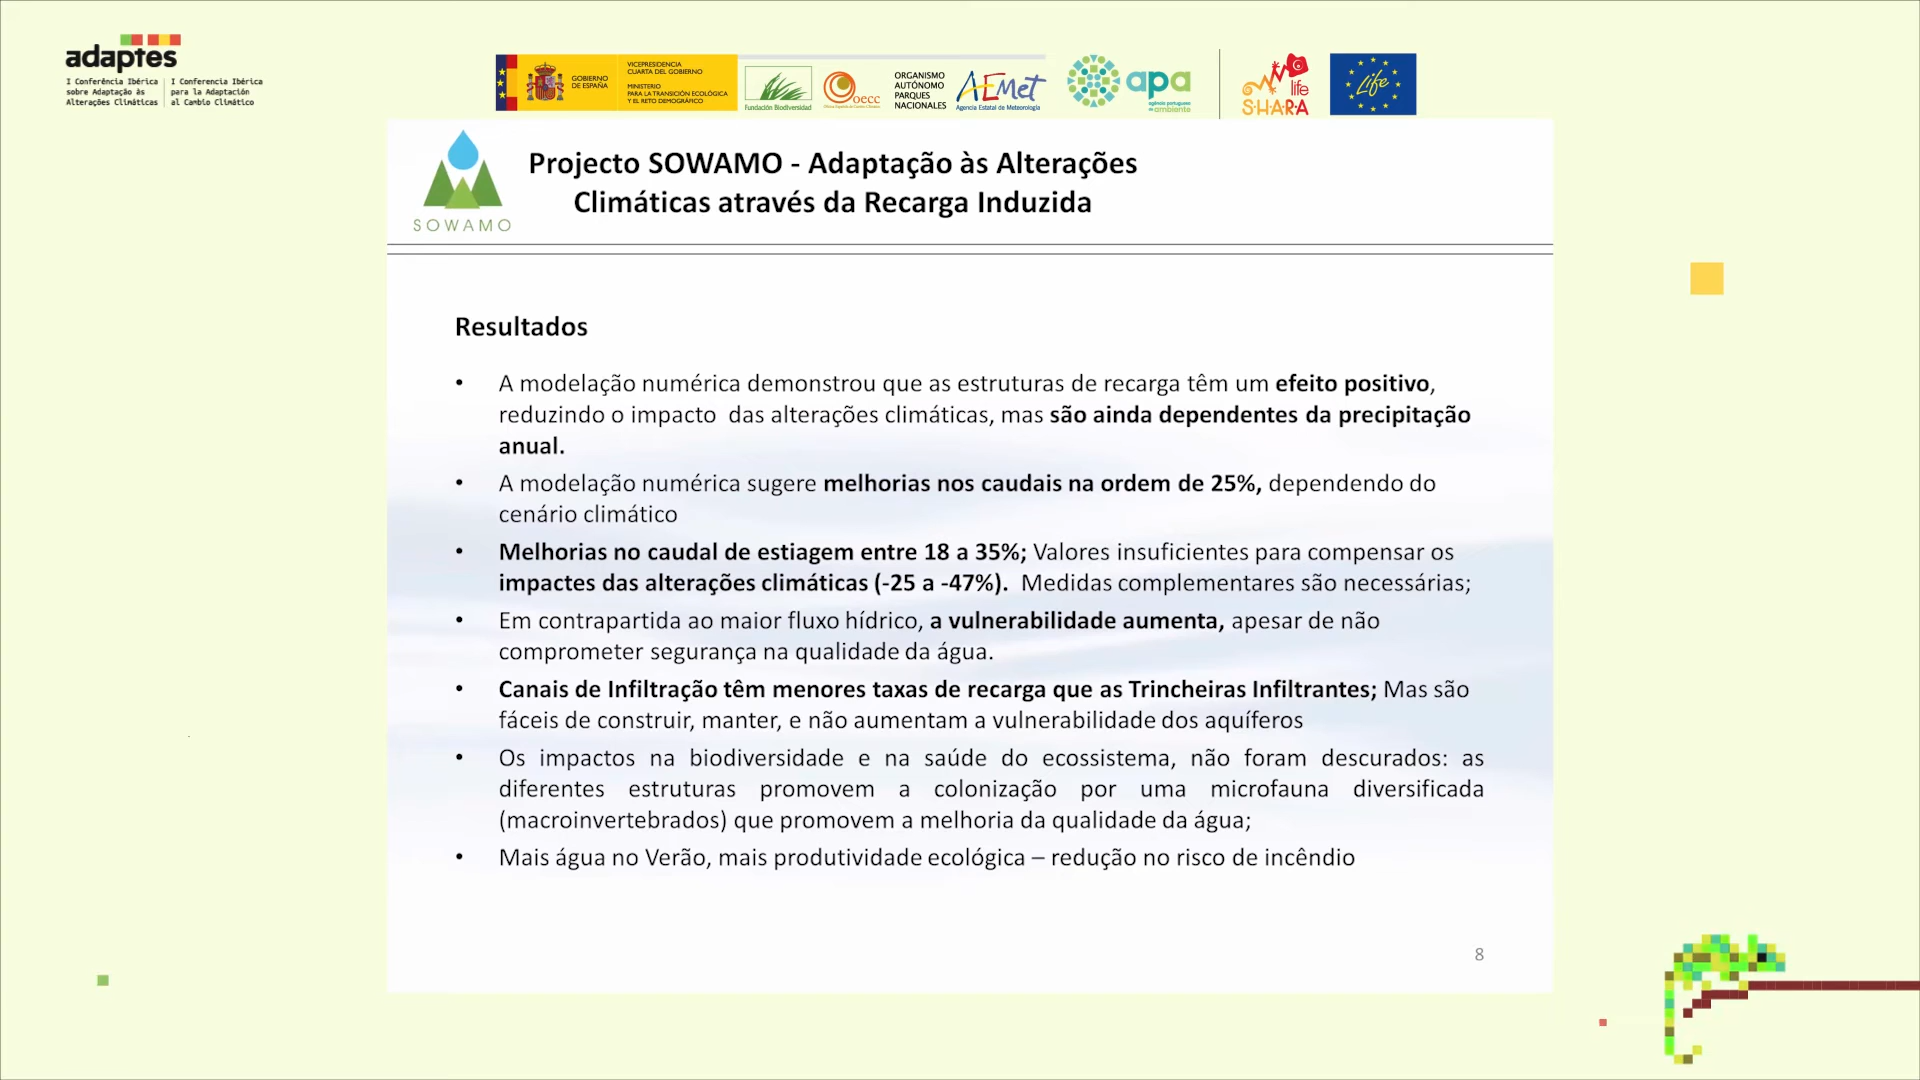 adaptes
I Conferência Ibérica
sobre Adaptação às
Alterações Climáticas
I Conferencia Ibérica
para la Adaptación
al Cambio Climático
GOBIERNO
DE ESPAÑA
VICEPRESIDENCIA
CUARTA DEL GOBIERNO
MINISTERIO
PARA LA TRANSICIÓN ECOLÓGICA
Y EL RETO DEMOGRÁFICO
Fundación Biodiversidad
oecc
Oficina Española de Cambio Climático
ORGANISMO
AUTÓNOMO
PARQUES
NACIONALES
AEMet
Agencia Estatal de Meteorología
apa
agência portuguesa
do ambiente
life
SHARA
Life
SOWAMO
Projecto SOWAMO - Adaptação às Alterações
Climáticas através da Recarga Induzida
Resultados
• A modelação numérica demonstrou que as estruturas de recarga têm um efeito positivo,
reduzindo o impacto das alterações climáticas, mas são ainda dependentes da precipitação
anual.
• A modelação numérica sugere melhorias nos caudais na ordem de 25%, dependendo do
cenário climático
• Melhorias no caudal de estiagem entre 18 a 35%; Valores insuficientes para compensar os
impactes das alterações climáticas (-25 a -47%). Medidas complementares são necessárias;
• Em contrapartida ao maior fluxo hídrico, a vulnerabilidade aumenta, apesar de não
comprometer segurança na qualidade da água.
• Canais de Infiltração têm menores taxas de recarga que as Trincheiras Infiltrantes; Mas são
fáceis de construir, manter, e não aumentam a vulnerabilidade dos aquíferos
• Os impactos na biodiversidade e na saúde do ecossistema, não foram descurados: as
diferentes estruturas promovem a colonização por uma microfauna diversificada
(macroinvertebrados) que promovem a melhoria da qualidade da água;
• Mais água no Verão, mais produtividade ecológica – redução no risco de incêndio
8